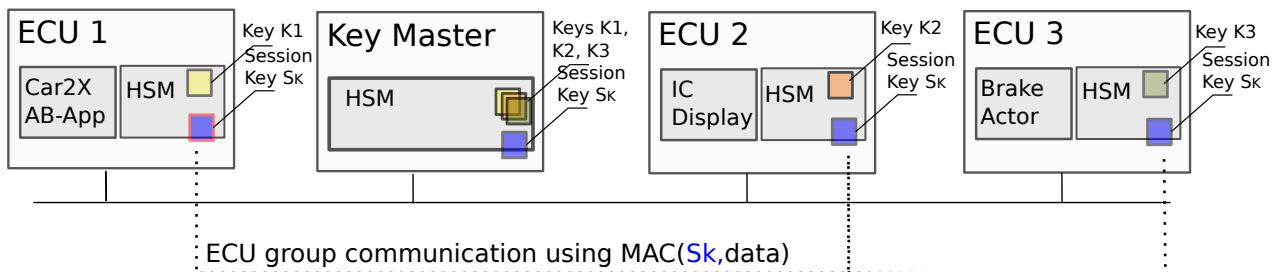 ECU 1
Key K1
Session
Key SK
Car2X
AB-App
HSM
Key Master
Keys K1,
K2, K3
Session
Key SK
HSM
ECU 2
Key K2
Session
Key SK
IC
Display
HSM
ECU 3
Key K3
Session
Key SK
Brake
Actor
HSM
ECU group communication using MAC(Sk,data)